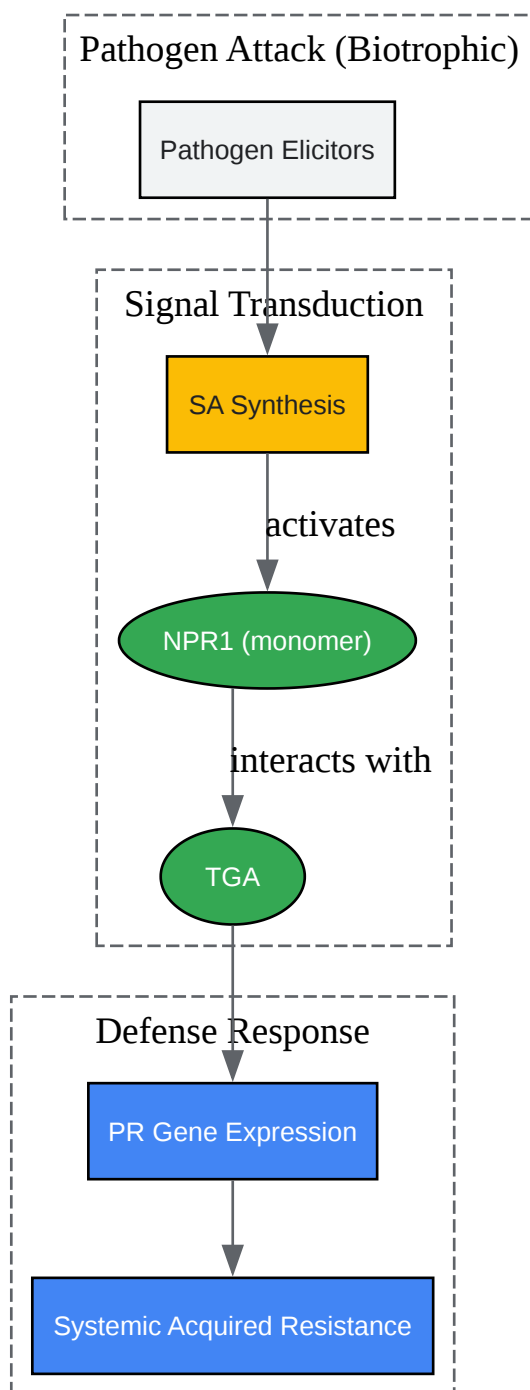 Pathogen Attack (Biotrophic)
Pathogen Elicitors
Signal Transduction
SA Synthesis
activates
NPR1 (monomer)
interacts with
TGA
Defense Response
PR Gene Expression
Systemic Acquired Resistance